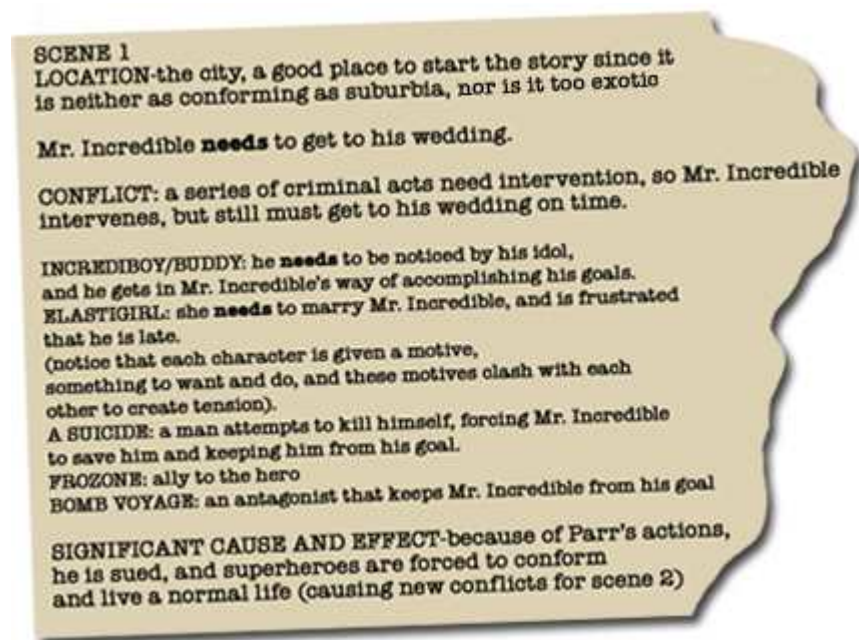 SCENE 1
LOCATION-the city, a good place to start the story since it
is neither as conforming as suburbia, nor is it too exotic
Mr. Incredible needs to get to his wedding.
CONFLICT: a series of criminal acts need intervention, so Mr. Incredible
intervenes, but still must get to his wedding on time.
INCREDIBOY/BUDDY: he needs to be noticed by his idol,
and he gets in Mr. Incredible's way of accomplishing his goals.
ELASTIGIRL: she needs to marry Mr. Incredible, and is frustrated
that he is late.
(notice that each character is given a motive,
something to want and do, and these motives clash with each
other to create tension).
A SUICIDE: a man attempts to kill himself, forcing Mr. Incredible
to save him and keeping him from his goal.
FROZONE: ally to the hero
BOMB VOYAGE: an antagonist that keeps Mr. Incredible from his goal
SIGNIFICANT CAUSE AND EFFECT-because of Parr's actions,
he is sued, and superheroes are forced to conform
and live a normal life (causing new conflicts for scene 2)